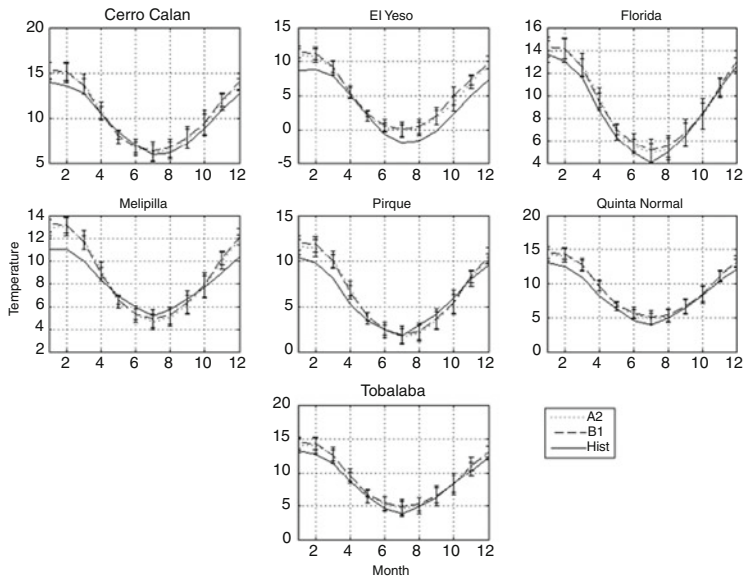 Cerro Calan
El Yeso
Florida
20
15
10
5
2 4 6 8 10 12
15
10
5
0
-5
2 4 6 8 10 12
16
14
12
10
8
6
4
2 4 6 8 10 12
Melipilla
Pirque
Quinta Normal
Temperature
14
12
10
8
6
4
2
2 4 6 8 10 12
15
10
5
0
2 4 6 8 10 12
20
15
10
5
0
2 4 6 8 10 12
Tobalaba
20
15
10
5
0
2 4 6 8 10 12
Month
A2
B1
Hist